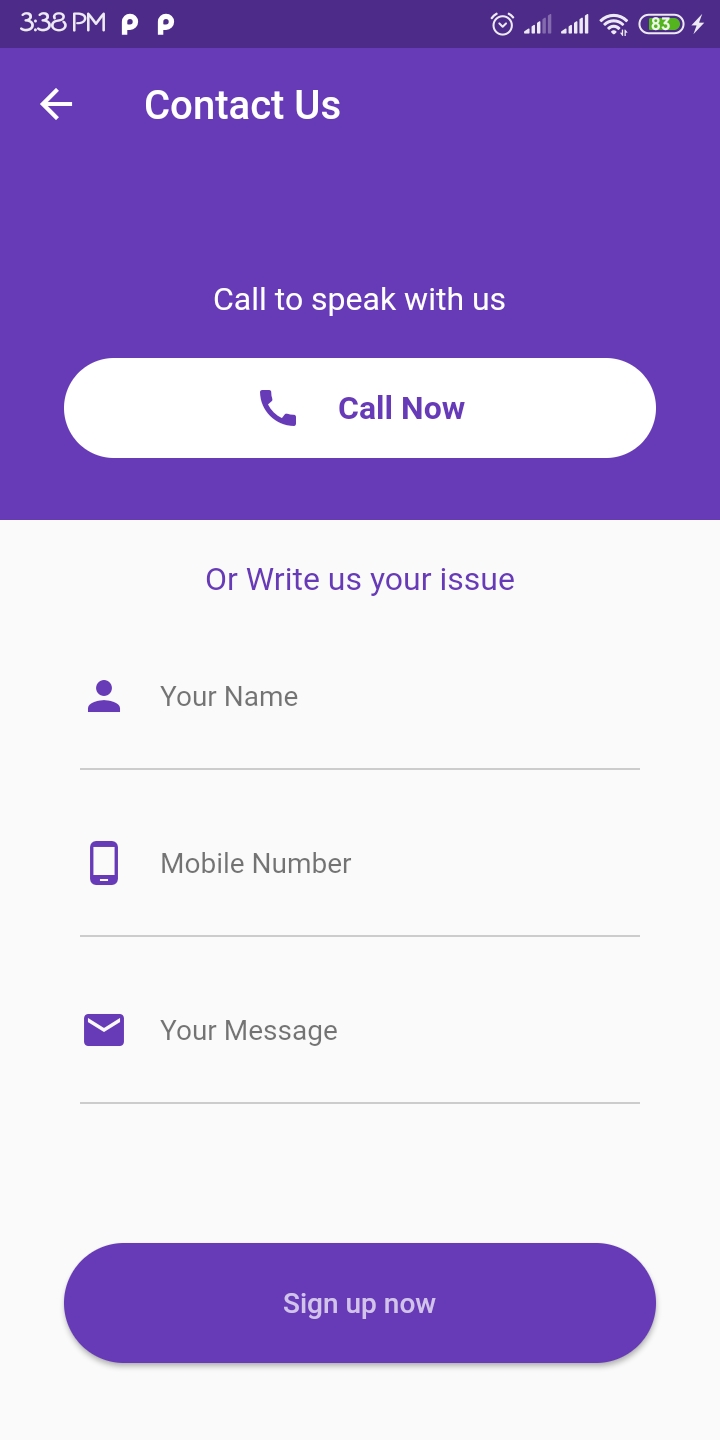 3:38 PM
83
Contact Us
Call to speak with us
Call Now
Or Write us your issue
Your Name
Mobile Number
Your Message
Sign up now